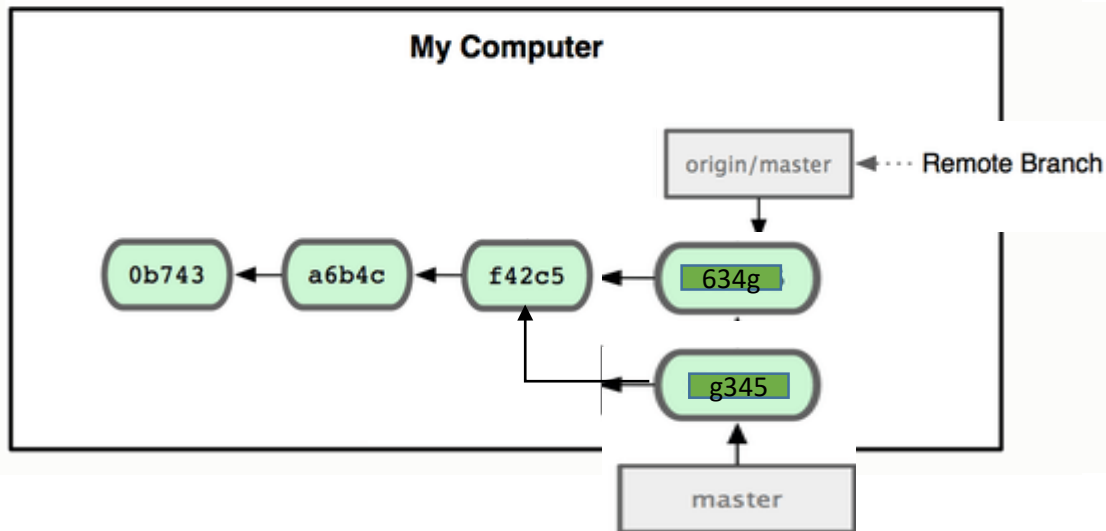 My Computer
origin/master
Remote Branch
0b743
a6b4c
f42c5
634g
g345
master